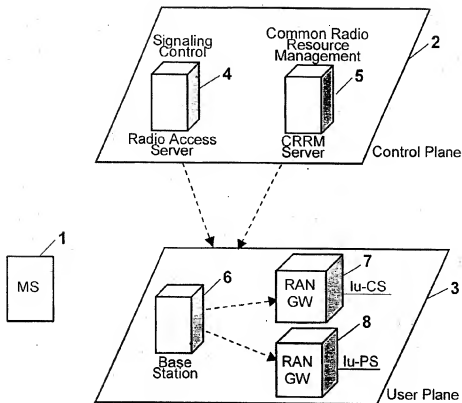 Signaling
Control
Common Radio
Resource
Management
2
4
5
Radio Access
Server
CRRM
Server
Control Plane
1
MS
6
7
RAN
GW
Iu-CS
3
8
RAN
GW
Iu-PS
Base
Station
User Plane